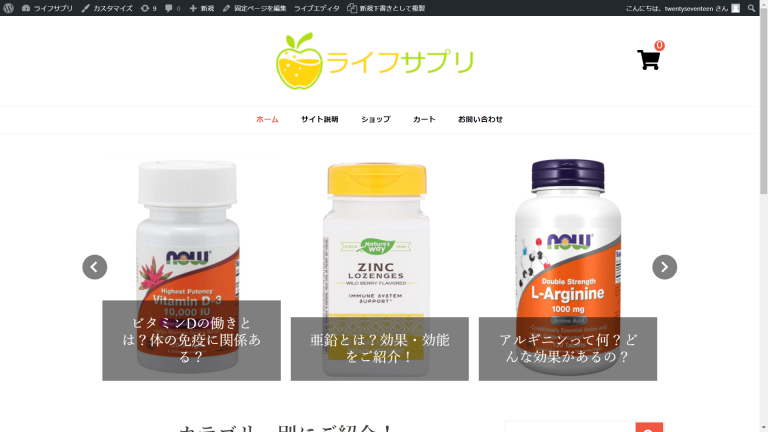 ライフサプリ カスタマイズ 9 0 新規 固定ページを編集 ライブエディタ 新規下書きとして複製 こんにちは、twentyseventeen さん
ライフサプリ
0
ホーム サイト説明 ショップ カート お問い合わせ
NOW
Highest Potency
Vitamin D-3
10,000 IU
ビタミンDの働きと
は？体の免疫に関係あ
る？
Nature's
Way
ZINC
LOZENGES
WILD BERRY FLAVORED
IMMUNE SYSTEM
SUPPORT*
亜鉛とは？効果・効能
をご紹介！
NOW
Double Strength
L-Arginine
1000 mg
Amino Acid
アルギニンって何？ど
んな効果があるの？
カテゴリー別にご紹介！